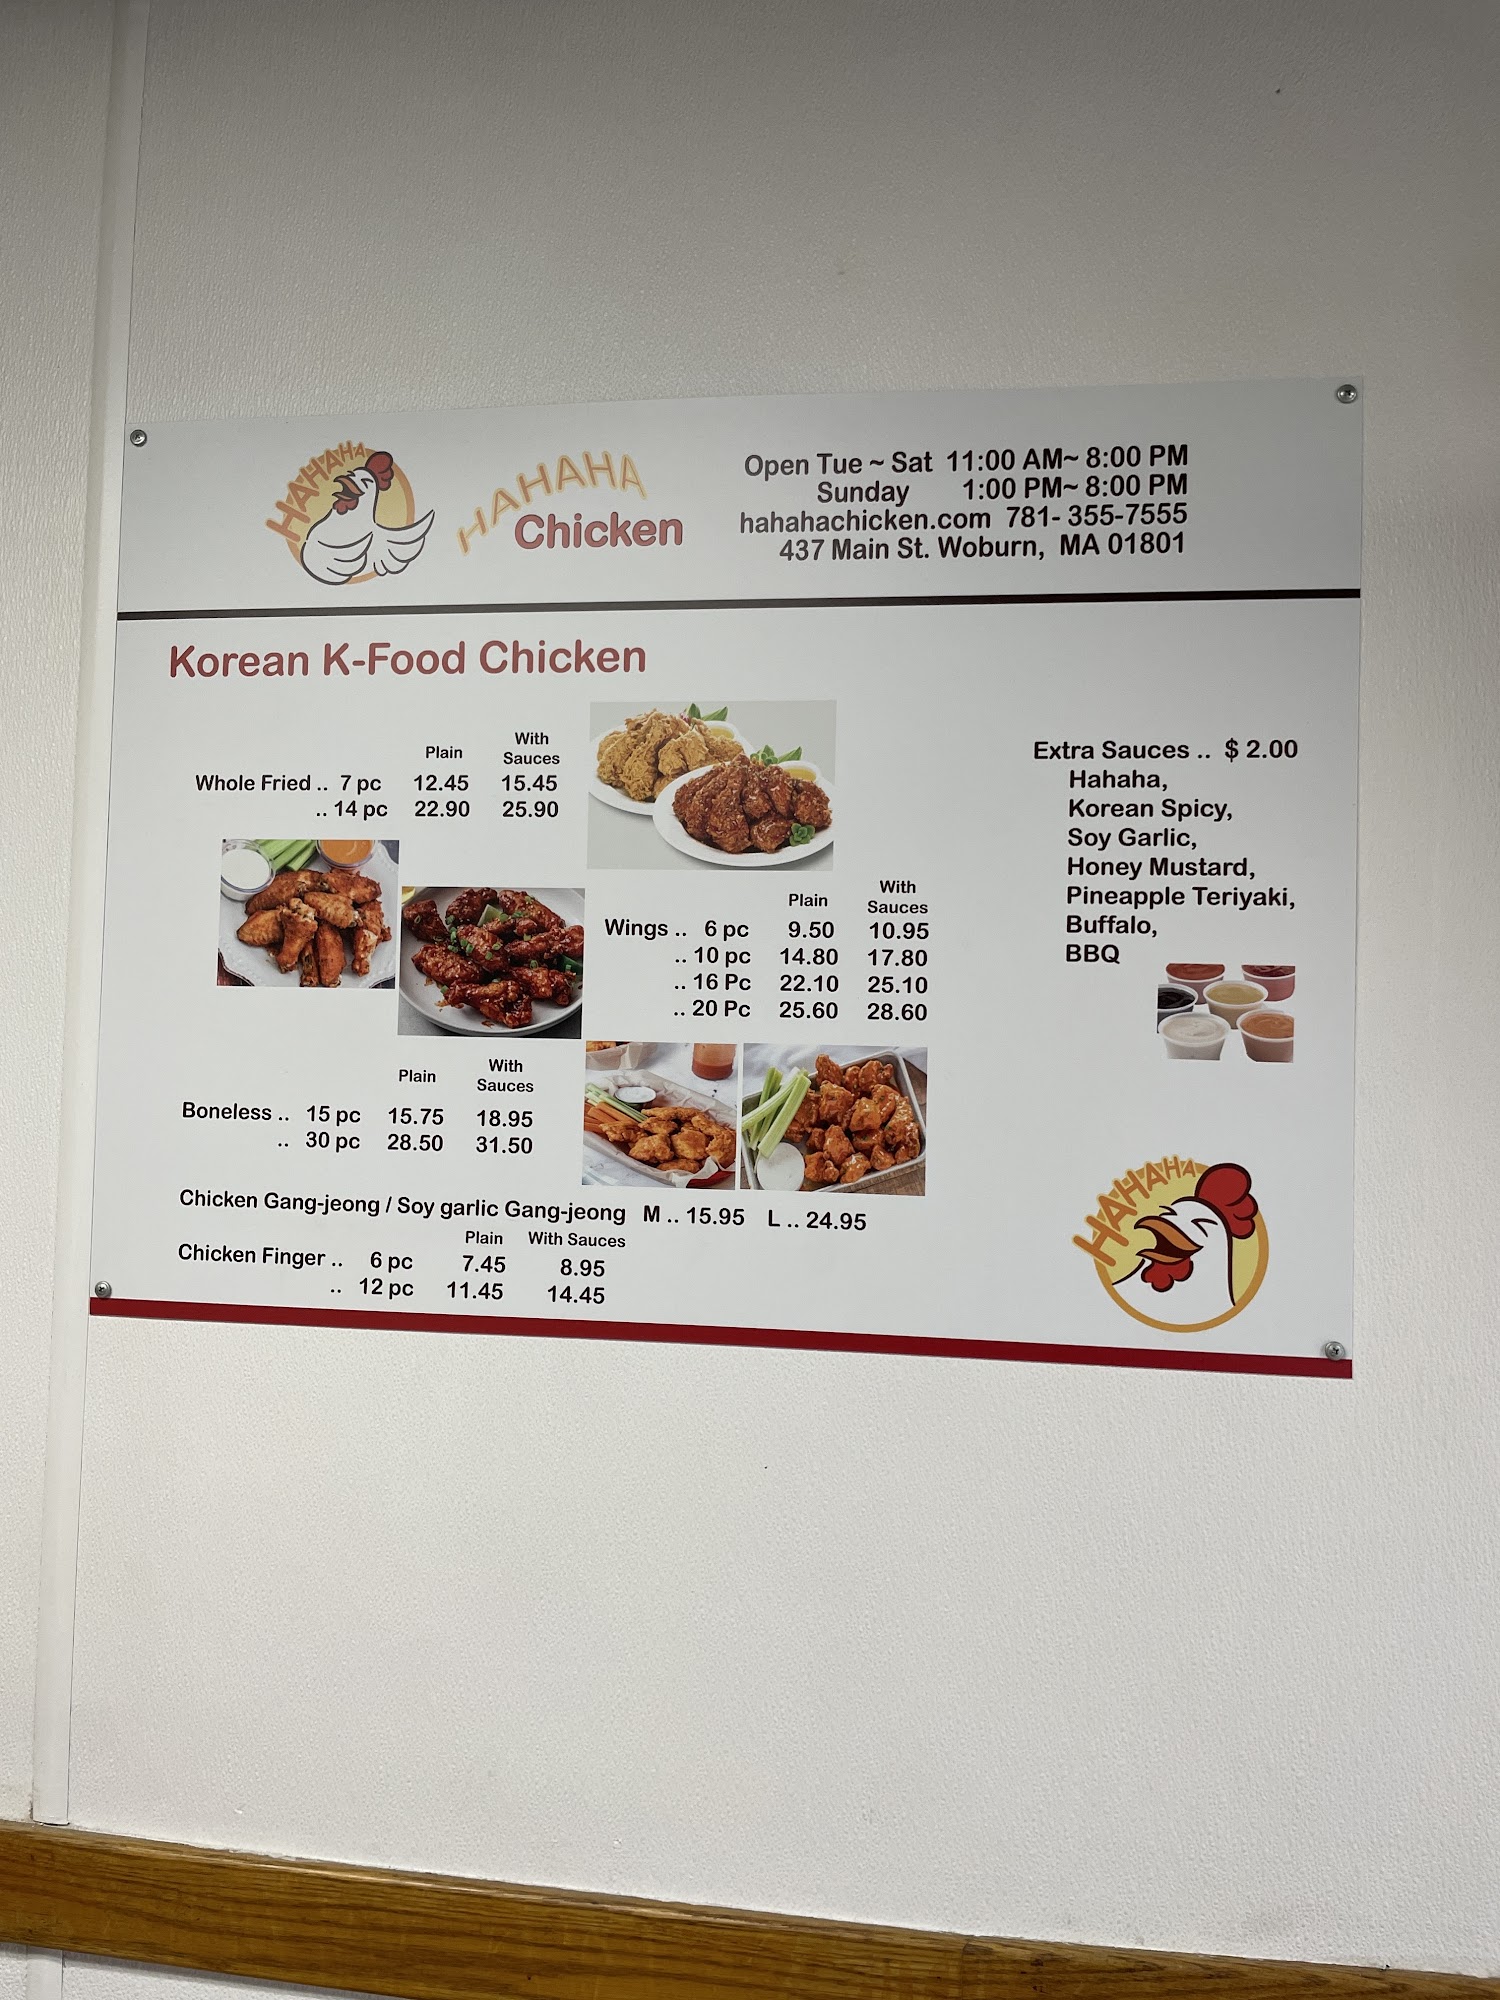 HAHAHA
HAHAHA
Chicken
Open Tue ~ Sat 11:00 AM~ 8:00 PM
Sunday 1:00 PM~ 8:00 PM
hahahachicken.com 781- 355-7555
437 Main St. Woburn, MA 01801
Korean K-Food Chicken
Plain With Sauces
Whole Fried .. 7 pc 12.45 15.45
.. 14 pc 22.90 25.90
Plain With Sauces
Wings .. 6 pc 9.50 10.95
.. 10 pc 14.80 17.80
.. 16 Pc 22.10 25.10
.. 20 Pc 25.60 28.60
Plain With Sauces
Boneless .. 15 pc 15.75 18.95
.. 30 pc 28.50 31.50
Chicken Gang-jeong / Soy garlic Gang-jeong M .. 15.95 L .. 24.95
Plain With Sauces
Chicken Finger .. 6 pc 7.45 8.95
.. 12 pc 11.45 14.45
Extra Sauces .. $ 2.00
Hahaha,
Korean Spicy,
Soy Garlic,
Honey Mustard,
Pineapple Teriyaki,
Buffalo,
BBQ
HAHAHA